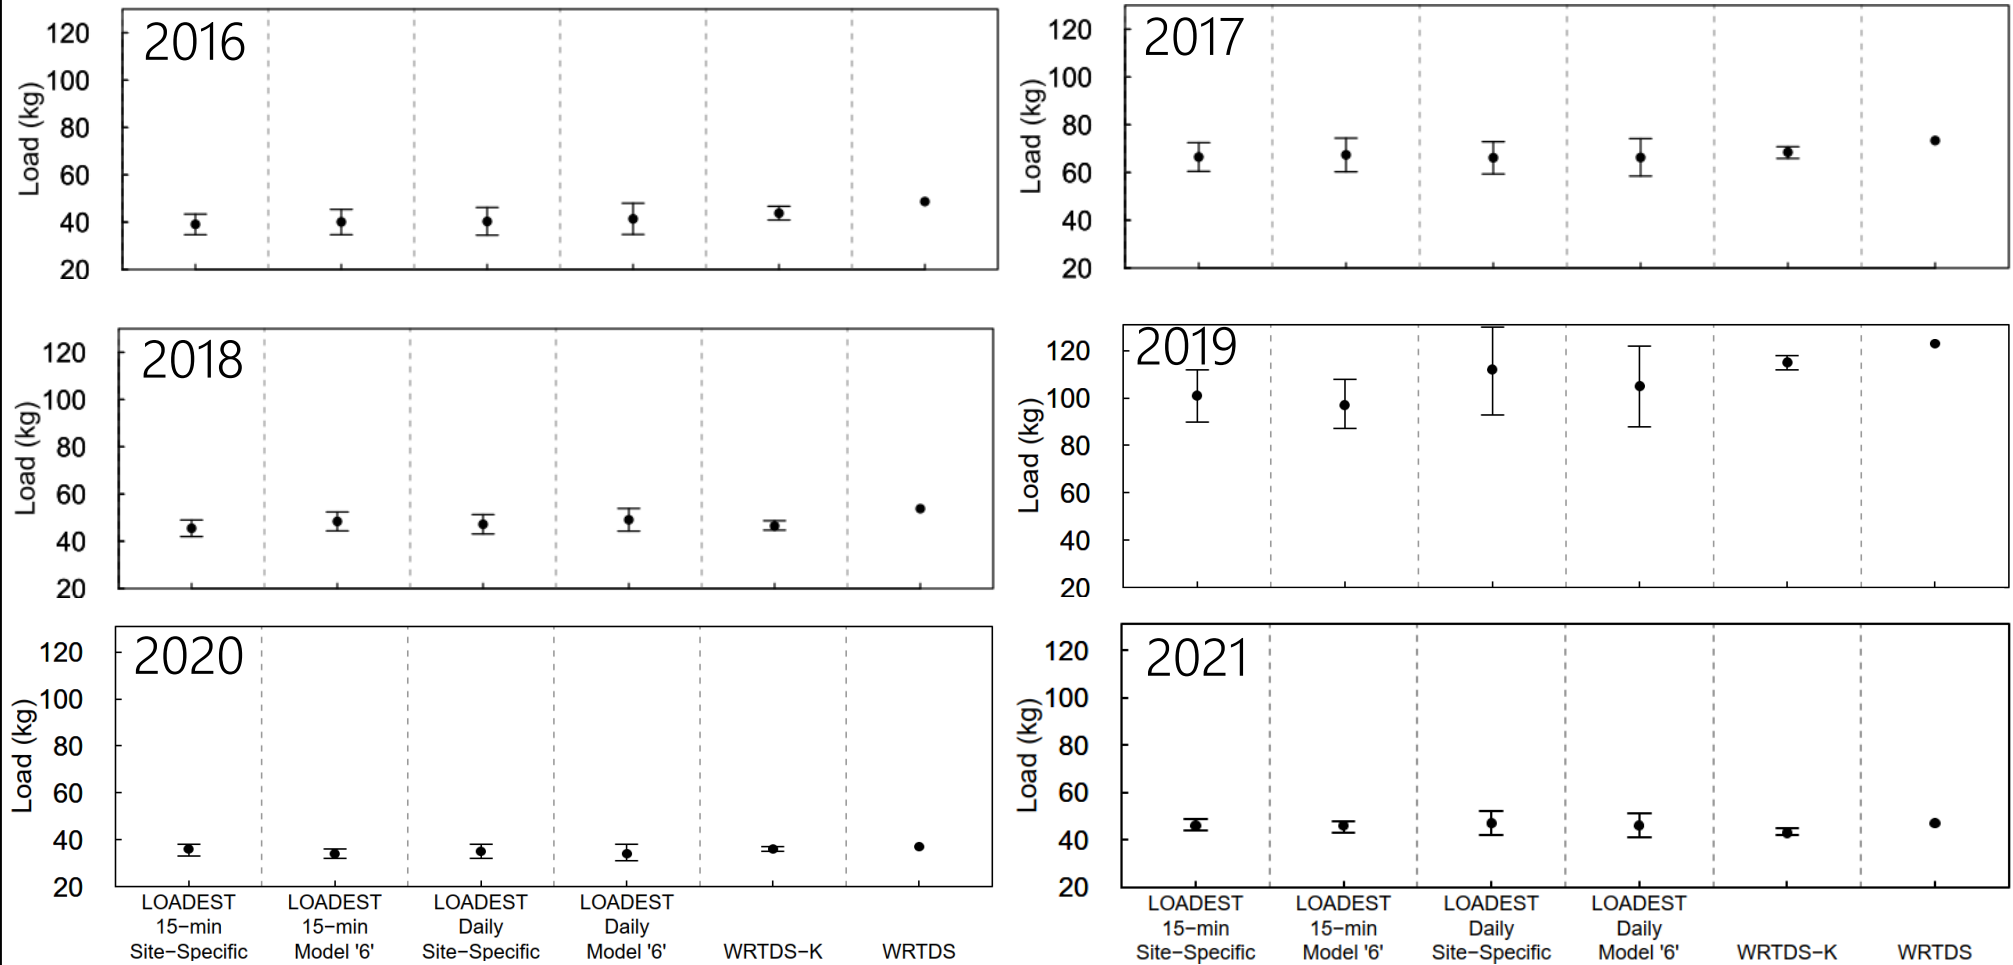 2016
120
100
80
60
40
20
Load (kg)
2017
120
100
80
60
40
20
Load (kg)
2018
120
100
80
60
40
20
Load (kg)
2019
120
100
80
60
40
20
Load (kg)
2020
120
100
80
60
40
20
Load (kg)
LOADEST
15−min
Site−Specific
LOADEST
15−min
Model '6'
LOADEST
Daily
Site−Specific
LOADEST
Daily
Model '6'
WRTDS−K
WRTDS
2021
120
100
80
60
40
20
Load (kg)
LOADEST
15−min
Site−Specific
LOADEST
15−min
Model '6'
LOADEST
Daily
Site−Specific
LOADEST
Daily
Model '6'
WRTDS−K
WRTDS